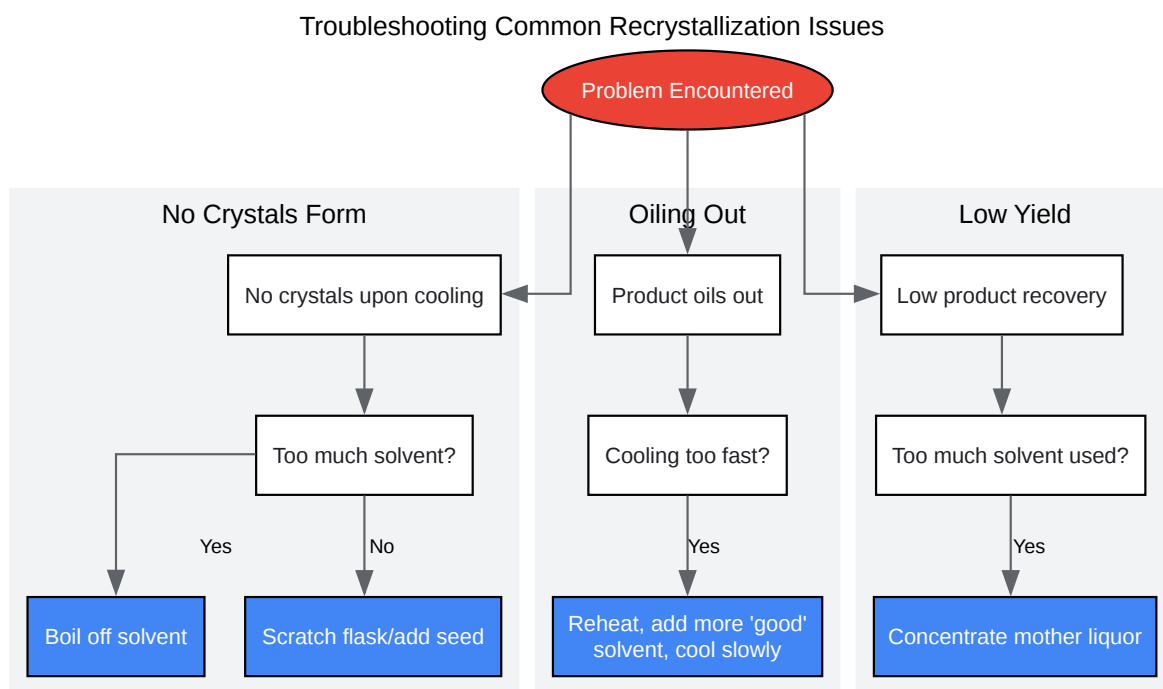 Troubleshooting Common Recrystallization Issues
Problem Encountered
No Crystals Form
Oiling Out
Low Yield
No crystals upon cooling
Product oils out
Low product recovery
Too much solvent?
Cooling too fast?
Too much solvent used?
Yes
No
Yes
Yes
Boil off solvent
Scratch flask/add seed
Reheat, add more 'good'
solvent, cool slowly
Concentrate mother liquor